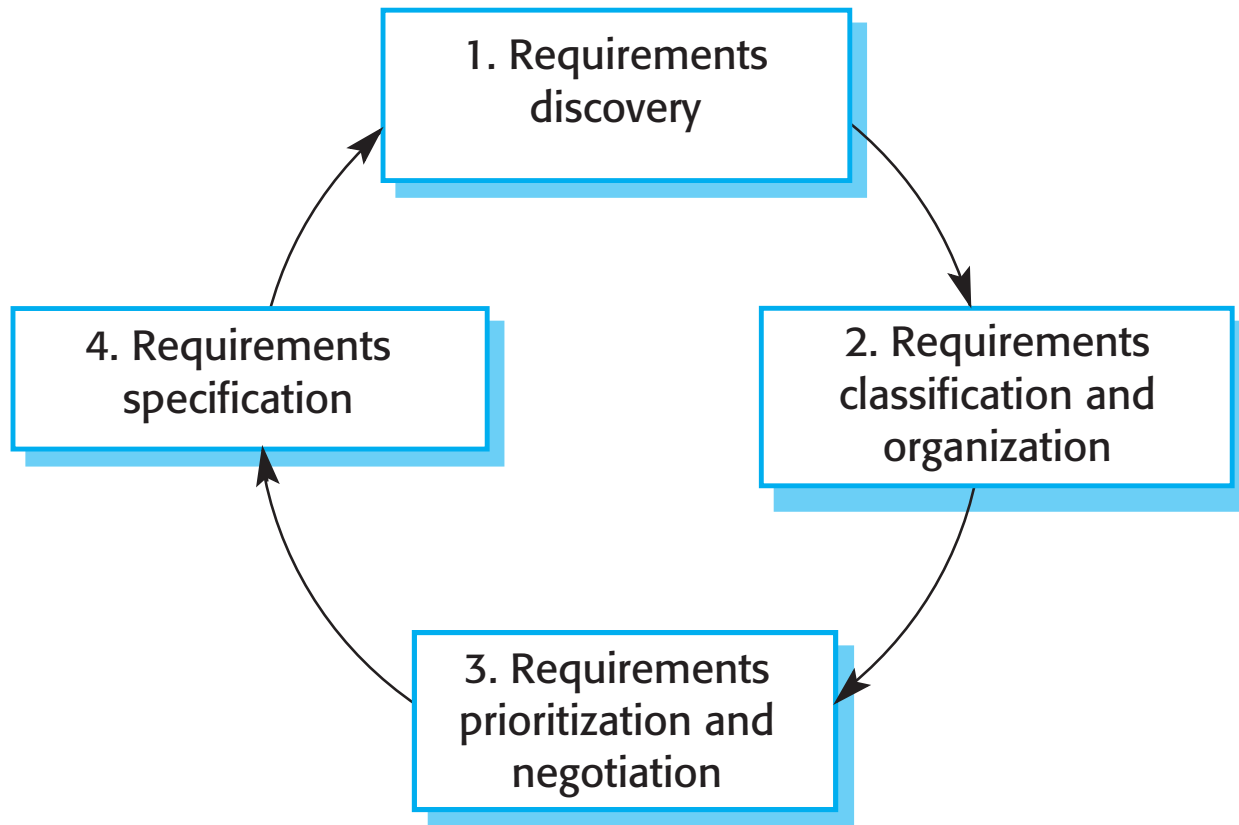 1. Requirements
discovery
2. Requirements
classification and
organization
3. Requirements
prioritization and
negotiation
4. Requirements
specification